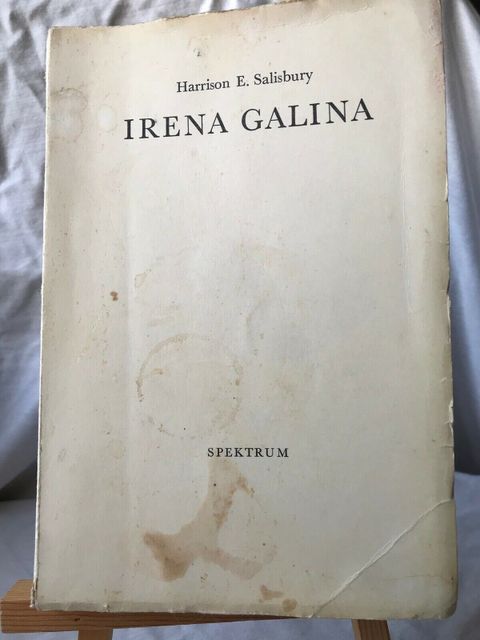 Harrison E. Salisbury
IRENA GALINA
SPEKTRUM